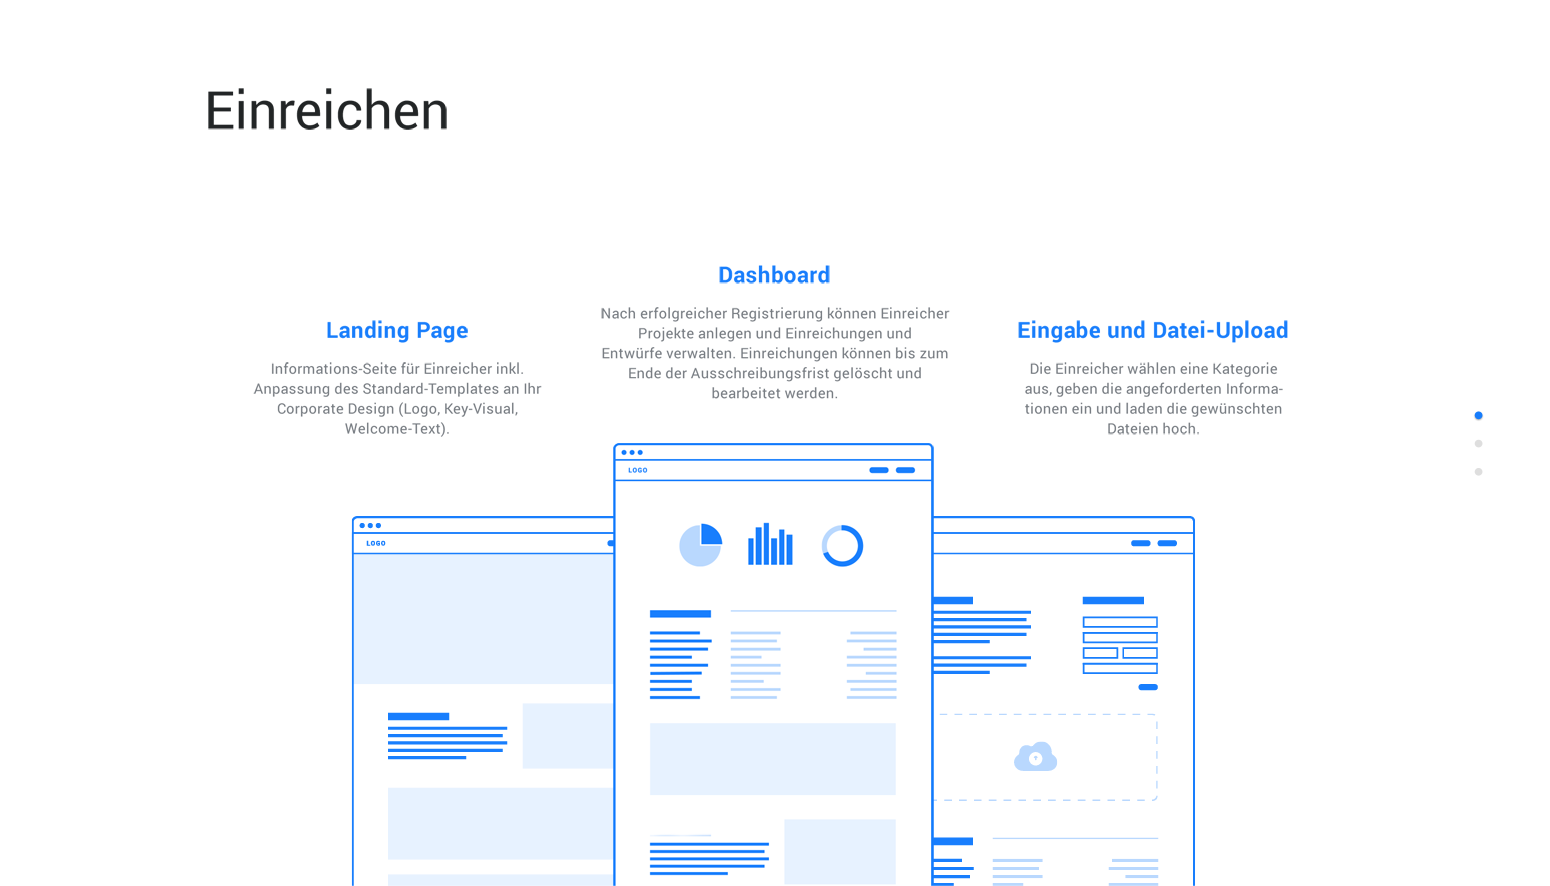 Einreichen
Landing Page
Informations-Seite für Einreicher inkl.
Anpassung des Standard-Templates an Ihr
Corporate Design (Logo, Key-Visual,
Welcome-Text).
Dashboard
Nach erfolgreicher Registrierung können Einreicher
Projekte anlegen und Einreichungen und
Entwürfe verwalten. Einreichungen können bis zum
Ende der Ausschreibungsfrist gelöscht und
bearbeitet werden.
Eingabe und Datei-Upload
Die Einreicher wählen eine Kategorie
aus, geben die angeforderten Informa-
tionen ein und laden die gewünschten
Dateien hoch.
LOGO
LOGO